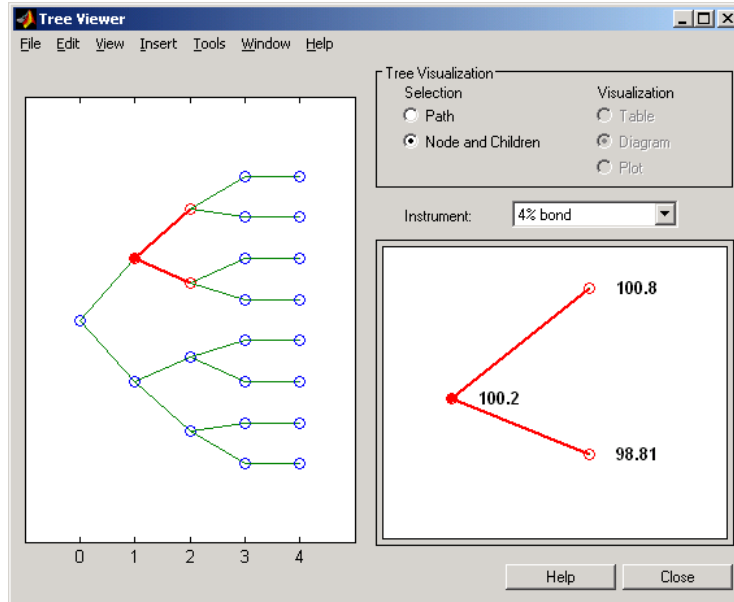 Tree Viewer
File Edit View Insert Tools Window Help
Tree Visualization
Selection Visualization
Path Table
Node and Children Diagram
Plot
Instrument: 4% bond
100.8
100.2
98.81
0 1 2 3 4
Help Close